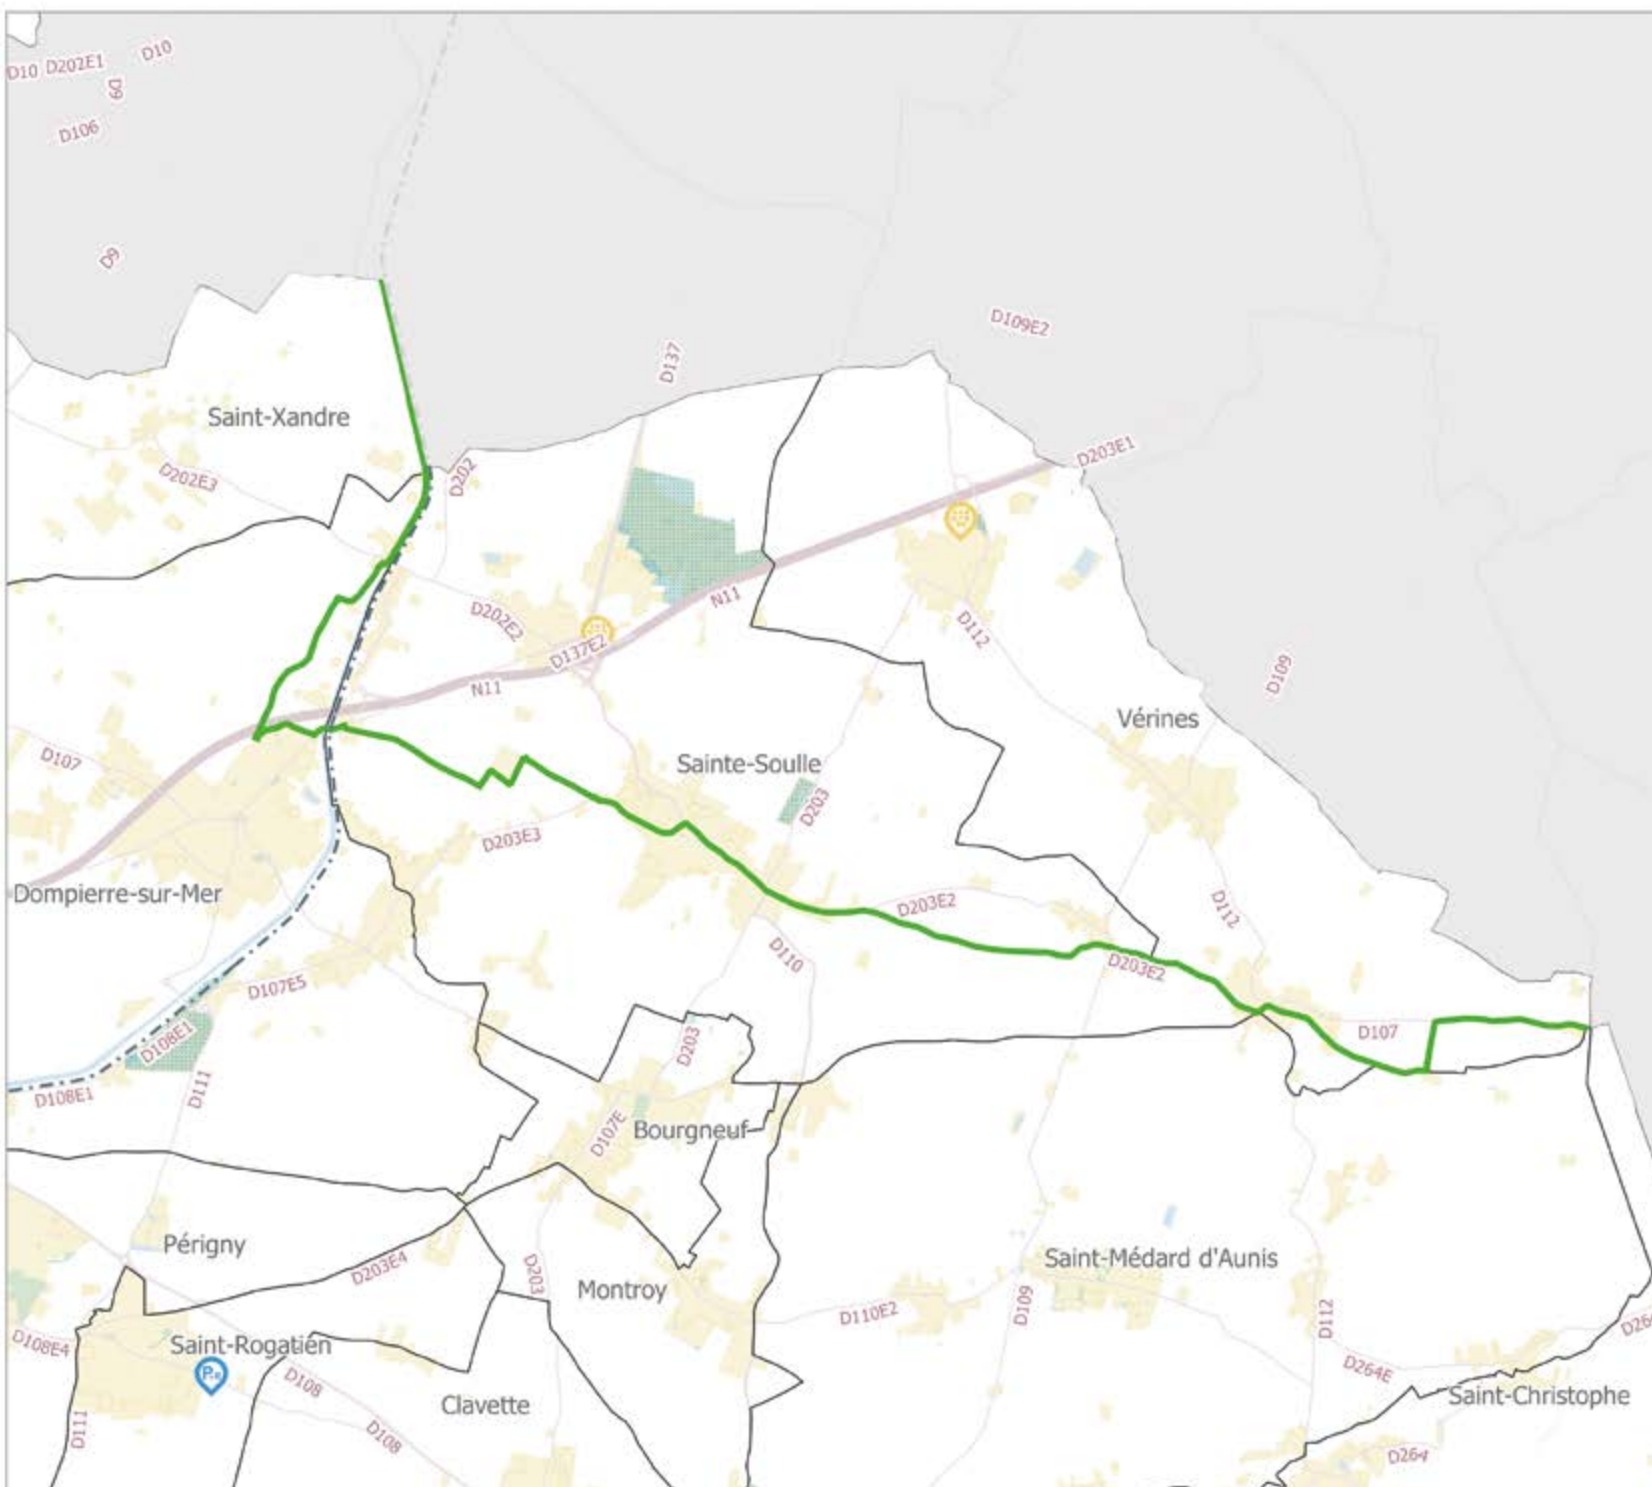 D10 D202E1
D10
D9
D106
D9
D137
D109E2
Saint-Xandre
D202E3
D202
D203E1
N11
D202E2
D137E2
D112
D109
N11
Vérines
D107
Sainte-Soulle
D203
D203E3
Dompierre-sur-Mer
D203E2
D112
D110
D203E2
D107E5
D107
D108E1
D203
D111
D108E1
D107E
Bourgneuf
Périgny
Saint-Médard d'Aunis
D203E4
D203
Montroy
D109
D110E2
D112
D26
D108E4
Saint-Rogatien
P+R
D108
D264E
Clavette
Saint-Christophe
D111
D108
D264